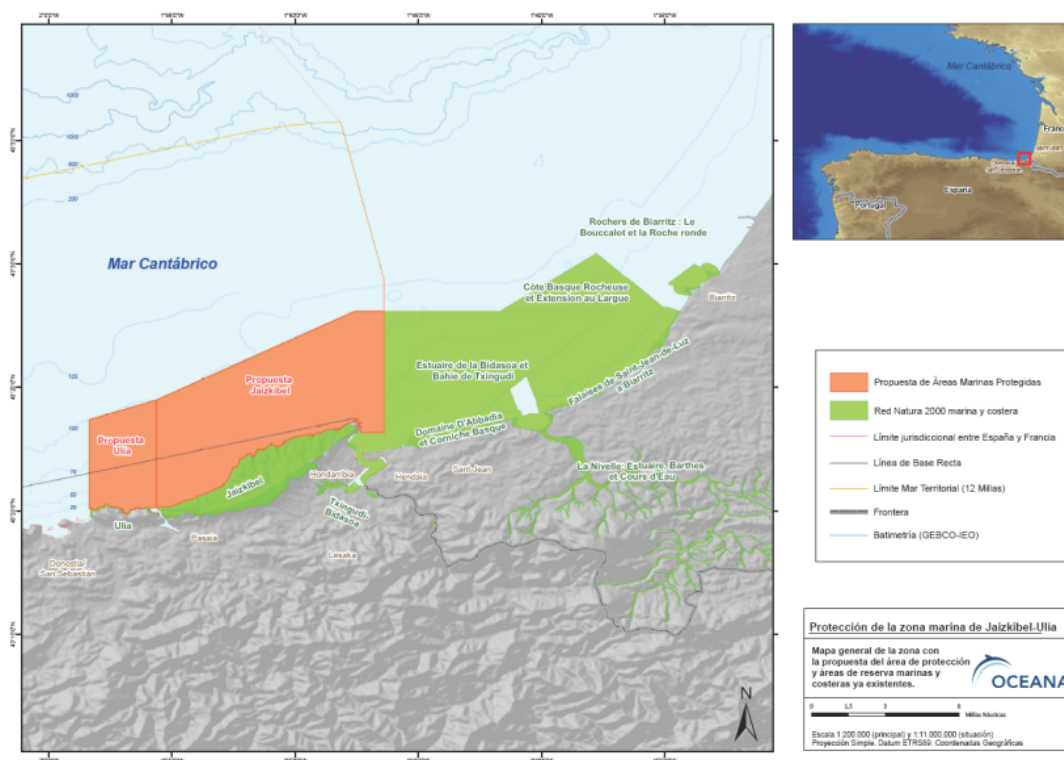 Mar Cantábrico
Rochers de Biarritz : Le
Bouccalot et la Roche ronde
Côte Basque Rocheuse
et Extension au Largue
Biarritz
Estuaire de la Bidasoa et
Bahie de Txingudi
Falaises de Saint-Jean-de-Luz
à Biarritz
Domaine D'Abbadia
et Corniche Basque
Propuesta
Jaizkibel
Propuesta
Ulia
Jaizkibel
Hondarribia
Hendaia
Sant-Jean
La Nivelle: Estuaire, Barthes
et Cours d'Eau
Txingudi-
Bidasoa
Ulia
Pasaia
Lesaka
Donostia/
San Sebastián
1000
1000
200
100
N
Mar Cantábrico
España
Portugal
Propuesta de Áreas Marinas Protegidas
Red Natura 2000 marina y costera
Límite jurisdiccional entre España y Francia
Línea de Base Recta
Límite Mar Territorial (12 Millas)
Frontera
Batimetría (GEBCO-IEO)
Protección de la zona marina de Jaizkibel-Ulia
Mapa general de la zona con
la propuesta del área de protección
y áreas de reserva marinas y
costeras ya existentes.
OCEANA
0 1,5 3 6
Millas Náuticas
Escala 1:200.000 (principal) y 1:11.000.000 (situación)
Proyección Simple. Datum ETRS89. Coordenadas Geográficas